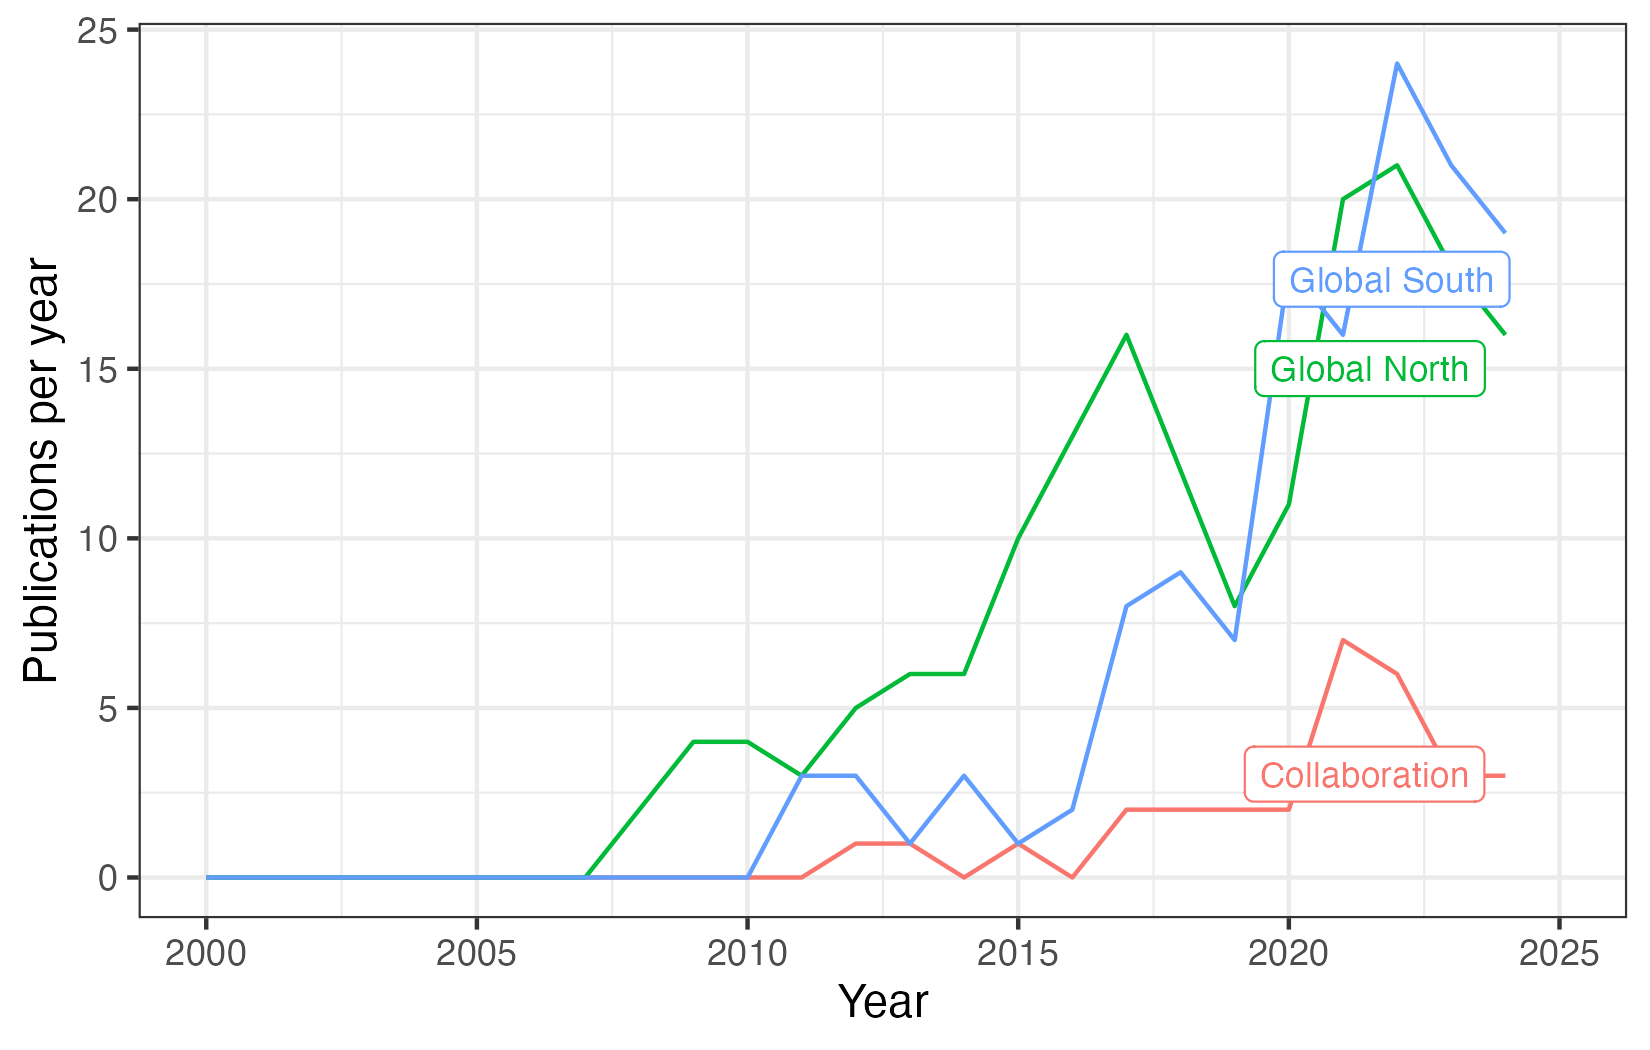 25
20
15
10
5
0
Publications per year
Global South
Global North
Collaboration
2000 2005 2010 2015 2020 2025
Year